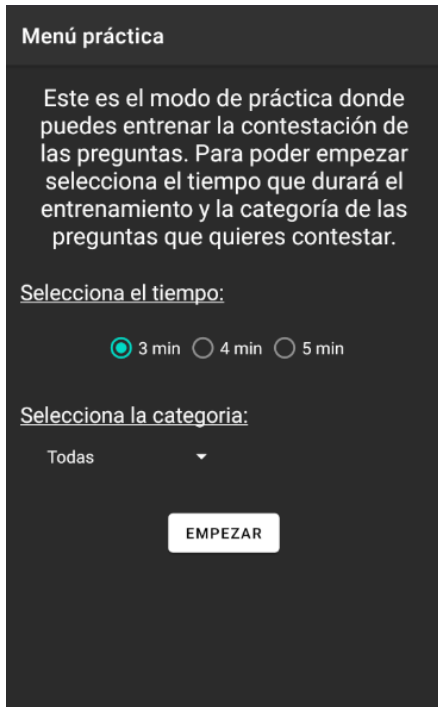 Menú práctica
Este es el modo de práctica donde
puedes entrenar la contestación de
las preguntas. Para poder empezar
selecciona el tiempo que durará el
entrenamiento y la categoría de las
preguntas que quieres contestar.
Selecciona el tiempo:
3 min 4 min 5 min
Selecciona la categoria:
Todas
EMPEZAR